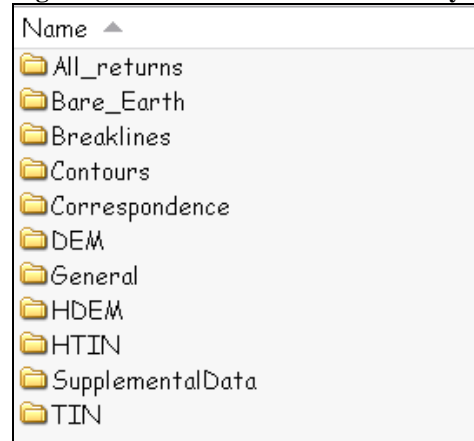 Name
All_returns
Bare_Earth
Breaklines
Contours
Correspondence
DEM
General
HDEM
HTIN
SupplementalData
TIN